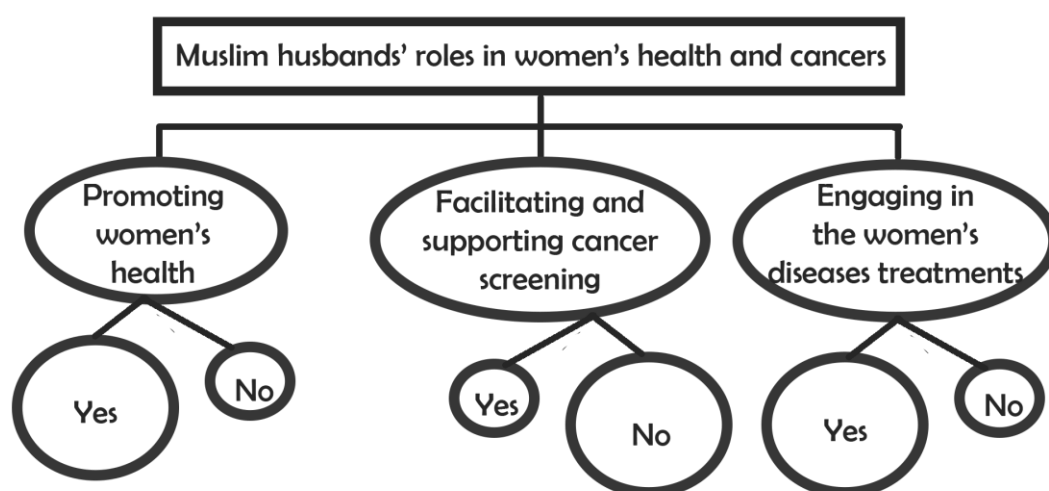 Muslim husbands' roles in women's health and cancers
Promoting
women's
health
Facilitating and
supporting cancer
screening
Engaging in
the women's
diseases treatments
Yes
No
Yes
No
Yes
No